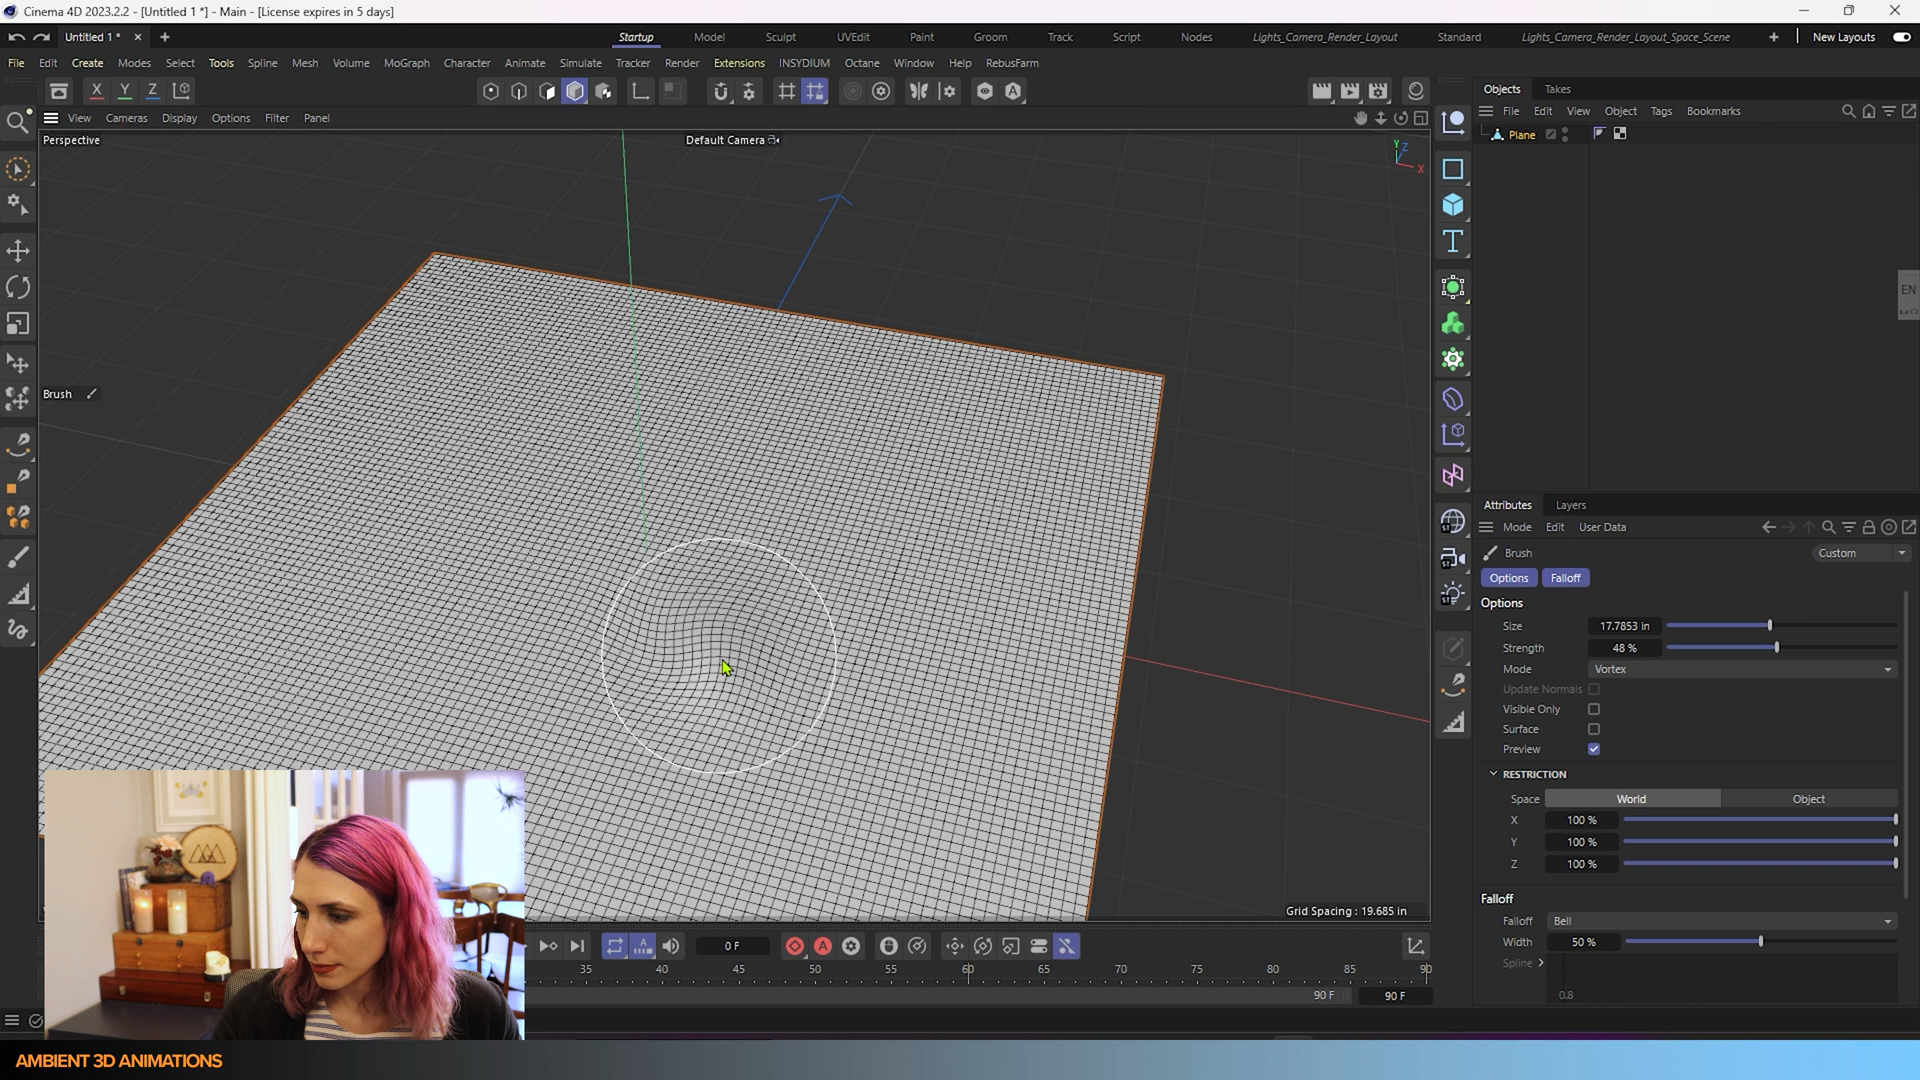 Cinema 4D 2023.2.2 - [Untitled 1 *] - Main - [License expires in 5 days]
Untitled 1 *
Startup Model Sculpt UVEdit Paint Groom Track Script Nodes Lights_Camera_Render_Layout Standard Lights_Camera_Render_Layout_Space_Scene New Layouts
File Edit Create Modes Select Tools Spline Mesh Volume MoGraph Character Animate Simulate Tracker Render Extensions INSYDIUM Octane Window Help RebusFarm
X Y Z
View Cameras Display Options Filter Panel
Perspective
Default Camera
Y Z X
Brush
Grid Spacing : 19.685 in
Objects Takes
File Edit View Object Tags Bookmarks
Plane
EN
Attributes Layers
Mode Edit User Data
Brush Custom
Options Falloff
Options
Size 17.7853 in
Strength 48 %
Mode Vortex
Update Normals
Visible Only
Surface
Preview
RESTRICTION
Space World Object
X 100 %
Y 100 %
Z 100 %
Falloff
Falloff Bell
Width 50 %
Spline
0.8
0 F
35 40 45 50 55 60 65 70 75 80 85 90
90 F 90 F
AMBIENT 3D ANIMATIONS